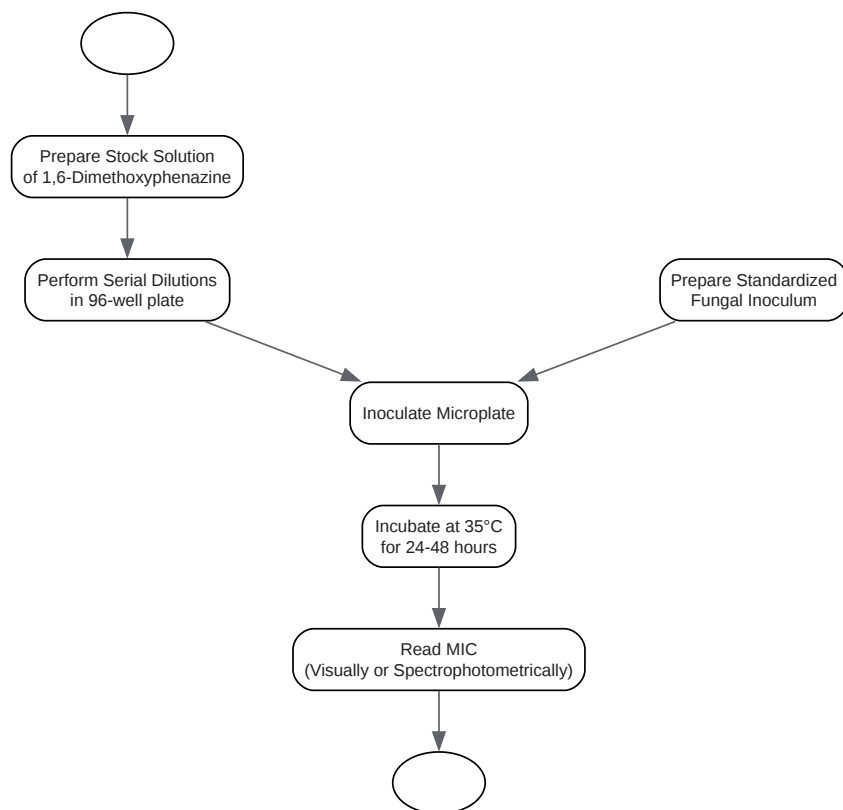 Prepare Stock Solution
of 1,6-Dimethoxyphenazine
Perform Serial Dilutions
in 96-well plate
Prepare Standardized
Fungal Inoculum
Inoculate Microplate
Incubate at 35°C
for 24-48 hours
Read MIC
(Visually or Spectrophotometrically)